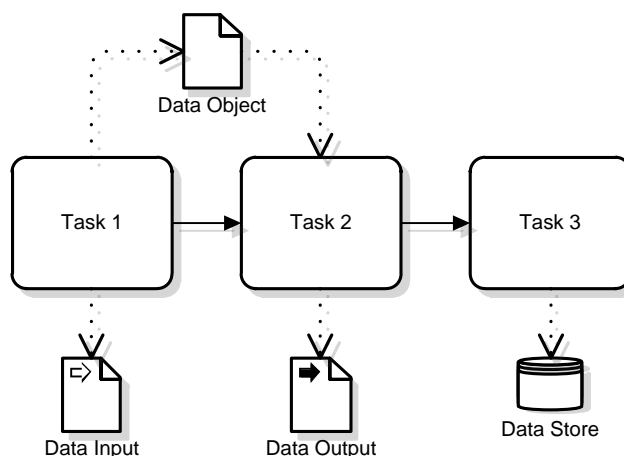 Data Object
Task 1
Task 2
Task 3
Data Input
Data Output
Data Store